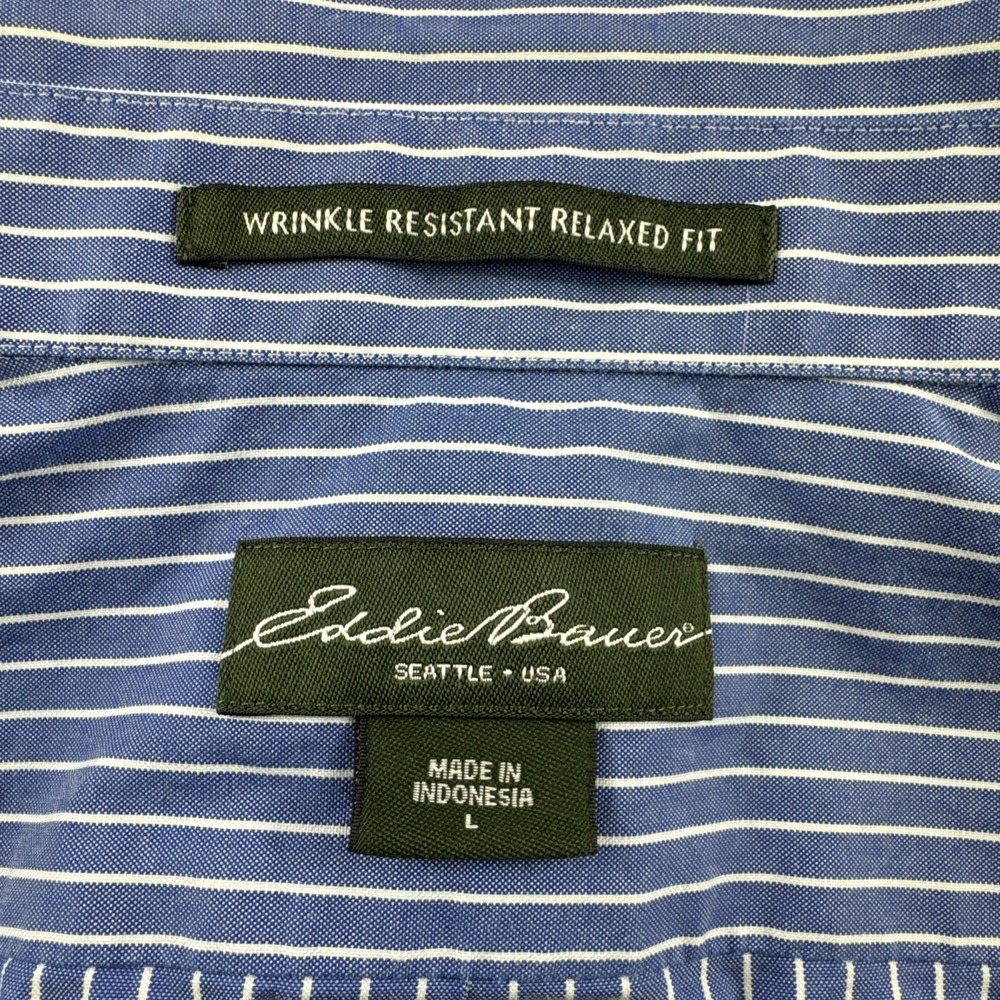 WRINKLE RESISTANT RELAXED FIT
Eddie Bauer®
SEATTLE • USA
MADE IN
INDONESIA
L